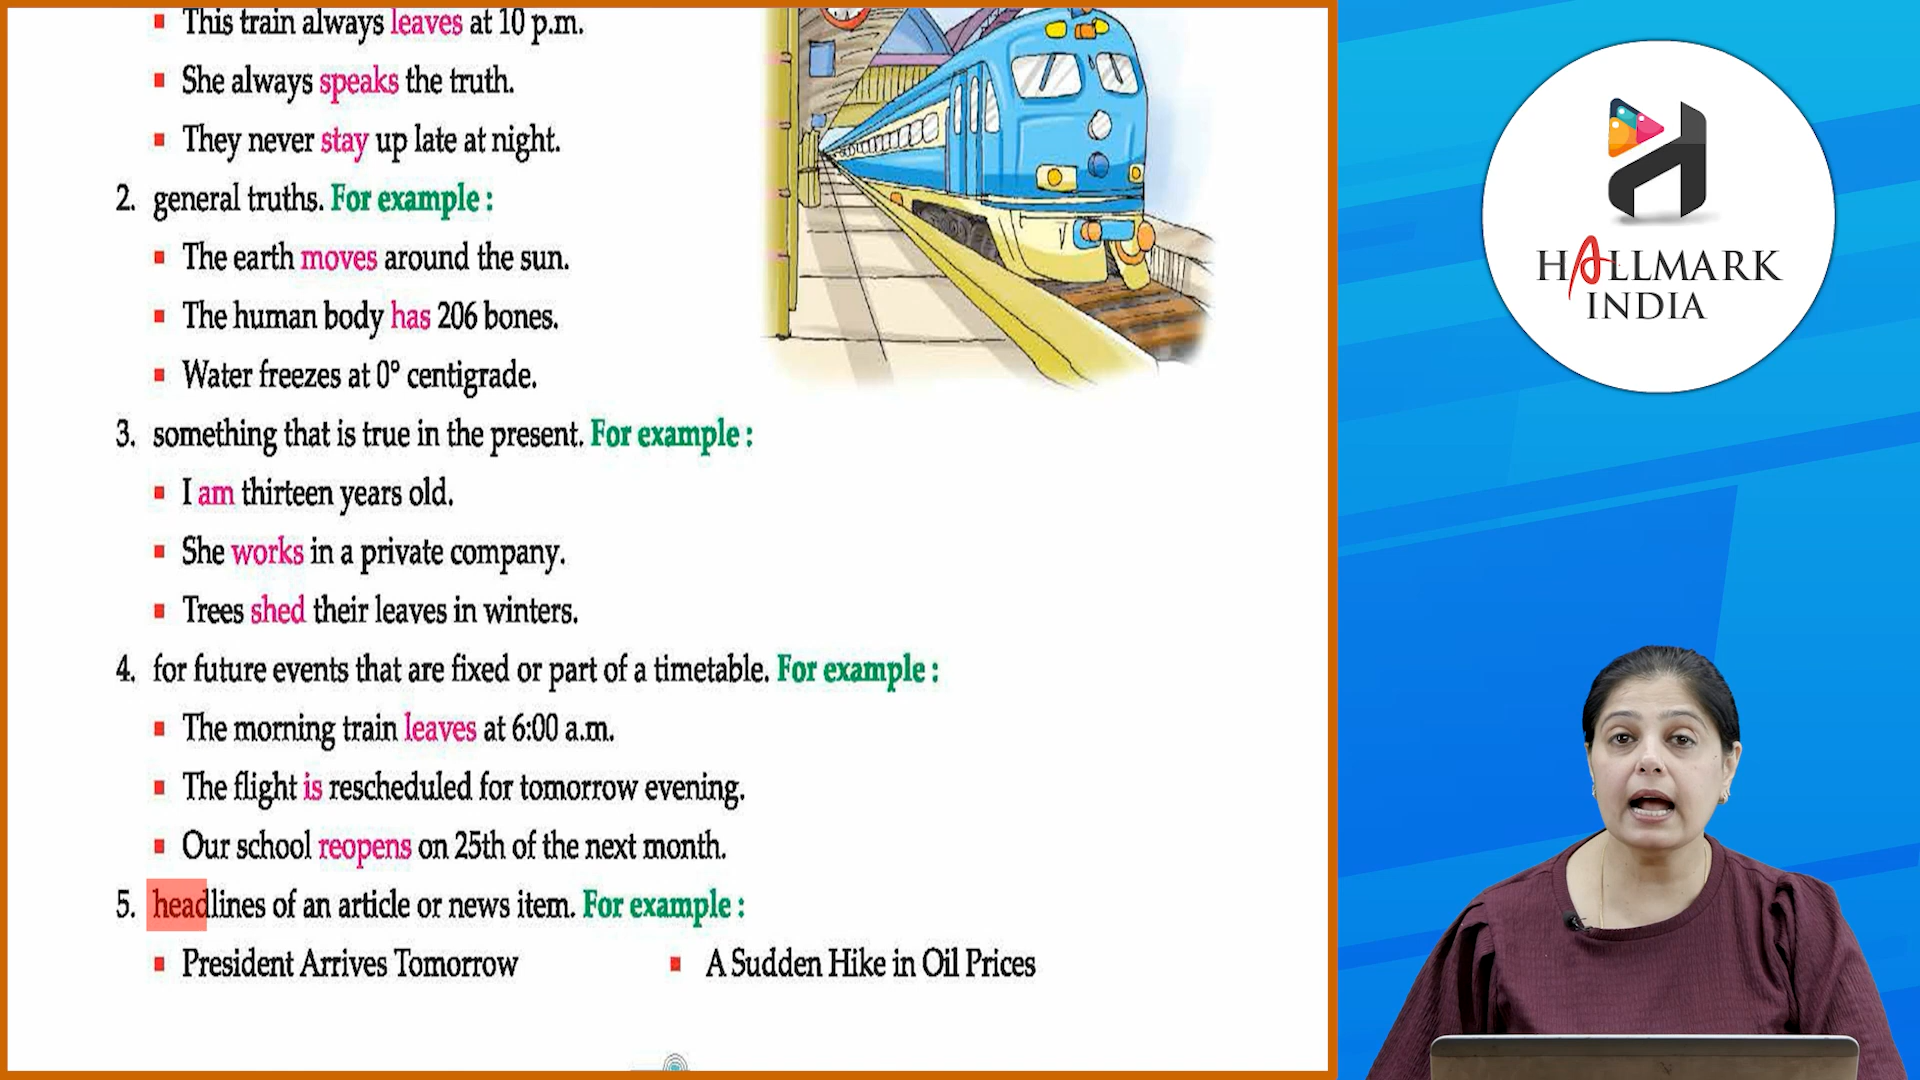 This train always leaves at 10 p.m.
She always speaks the truth.
They never stay up late at night.
2. general truths. For example :
The earth moves around the sun.
The human body has 206 bones.
Water freezes at 0° centigrade.
3. something that is true in the present. For example :
I am thirteen years old.
She works in a private company.
Trees shed their leaves in winters.
4. for future events that are fixed or part of a timetable. For example :
The morning train leaves at 6:00 a.m.
The flight is rescheduled for tomorrow evening.
Our school reopens on 25th of the next month.
5. headlines of an article or news item. For example :
President Arrives Tomorrow
A Sudden Hike in Oil Prices
HALLMARK
INDIA